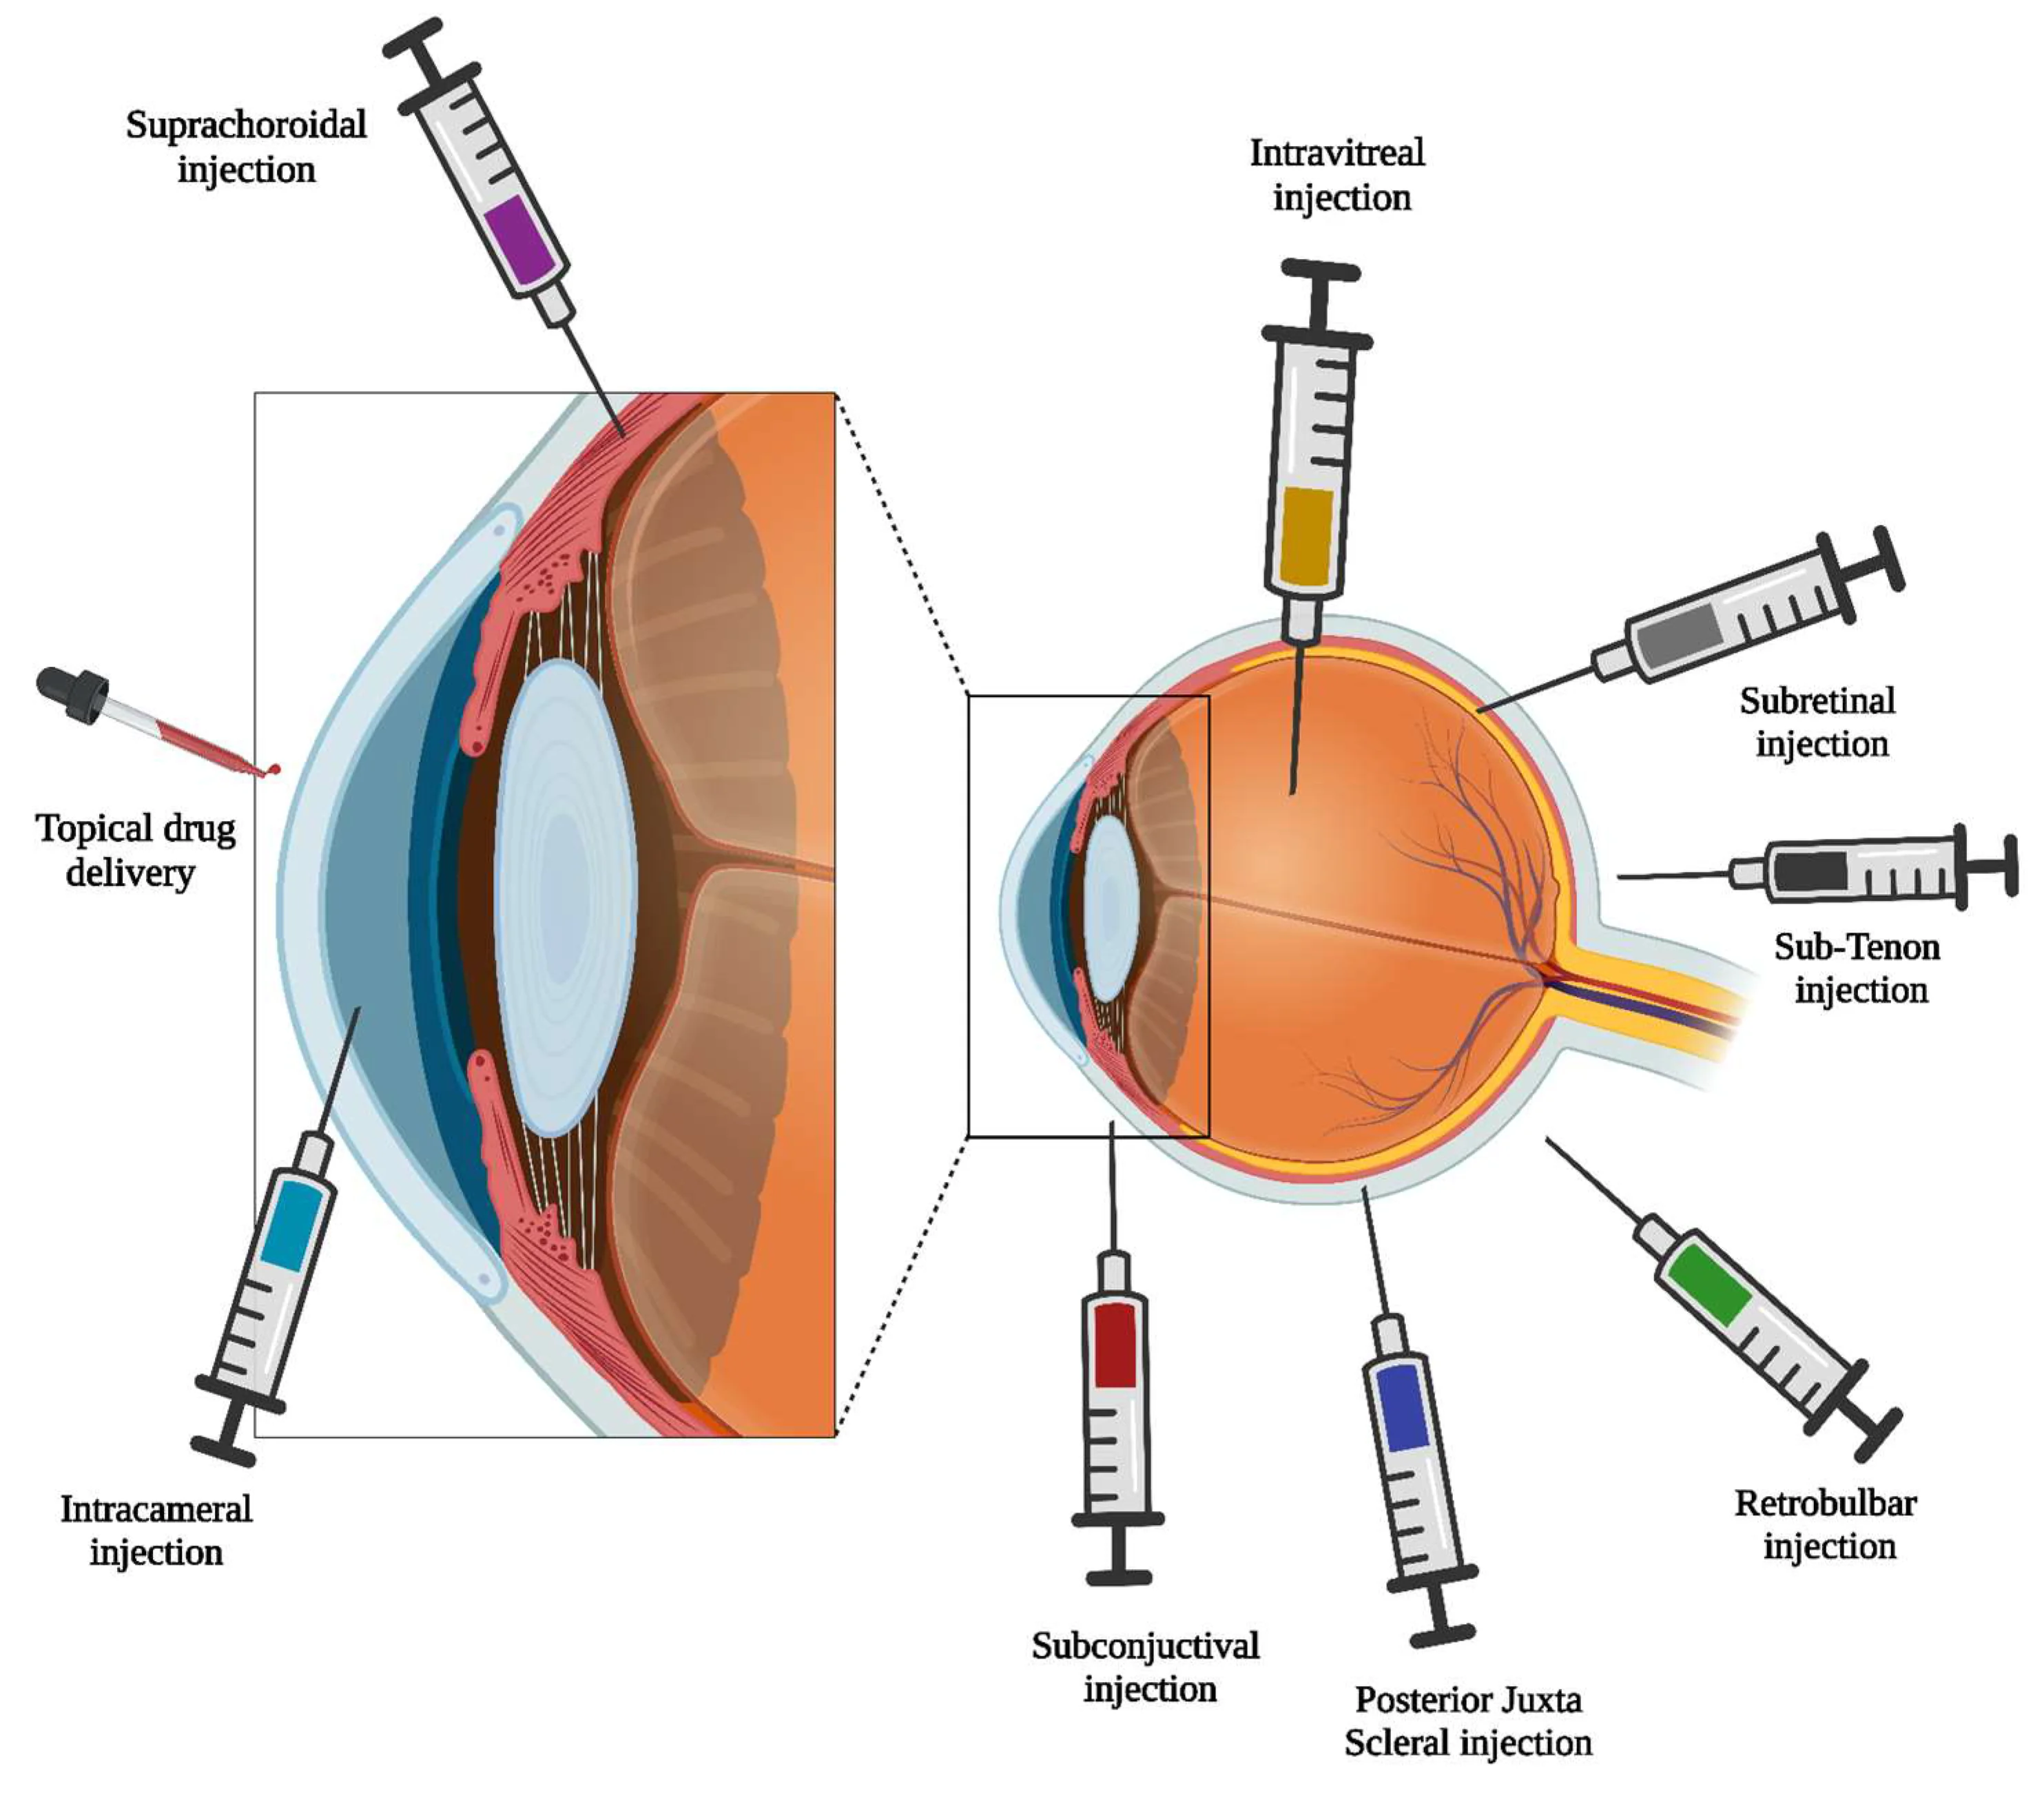 Suprachoroidal
injection
Intravitreal
injection
Subretinal
injection
Topical drug
delivery
Sub-Tenon
injection
Intracameral
injection
Retrobulbar
injection
Subconjuctival
injection
Posterior Juxta
Scleral injection